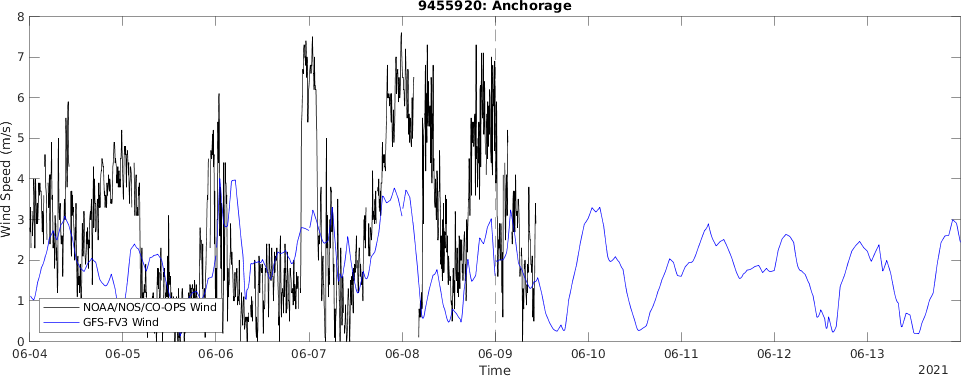 9455920: Anchorage
8
7
6
5
4
3
2
1
0
Wind Speed (m/s)
NOAA/NOS/CO-OPS Wind
GFS-FV3 Wind
06-04 06-05 06-06 06-07 06-08 06-09 06-10 06-11 06-12 06-13
Time
2021